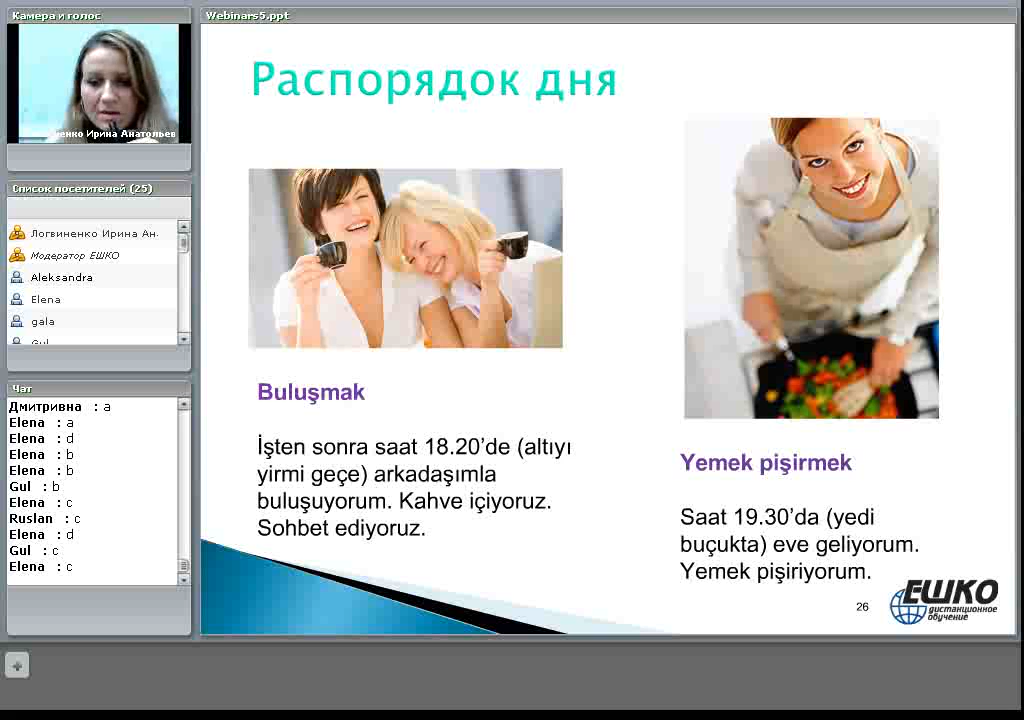 Камера и голос
Ирина Анатольев
Список посетителей (25)
Логвиненко Ирина Ан.
Модератор ЕШКО
Aleksandra
Elena
gala
Gul
Чат
Дмитривна : a
Elena : a
Elena : d
Elena : b
Elena : b
Gul : b
Elena : c
Ruslan : c
Elena : d
Gul : c
Elena : c
Webinars5.ppt
Распорядок дня
Buluşmak
İşten sonra saat 18.20’de (altıyı
yirmi geçe) arkadaşımla
buluşuyorum. Kahve içiyoruz.
Sohbet ediyoruz.
Yemek pişirmek
Saat 19.30’da (yedi
buçukta) eve geliyorum.
Yemek pişiriyorum.
26
ЕШКО
дистанционное
обучение